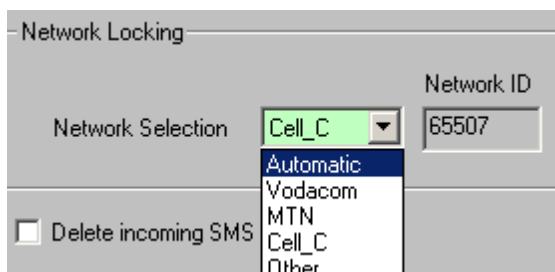 Network Locking
Network ID
Network Selection Cell_C 65507
Automatic
Vodacom
MTN
Delete incoming SMS
Cell_C
Other